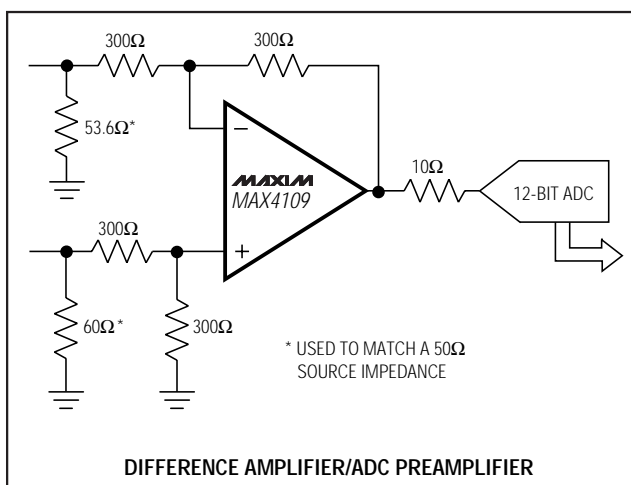 300Ω
300Ω
53.6Ω*
−
MAXIM
MAX4109
10Ω
12-BIT ADC
300Ω
+
60Ω*
300Ω
* USED TO MATCH A 50Ω
SOURCE IMPEDANCE
DIFFERENCE AMPLIFIER/ADC PREAMPLIFIER